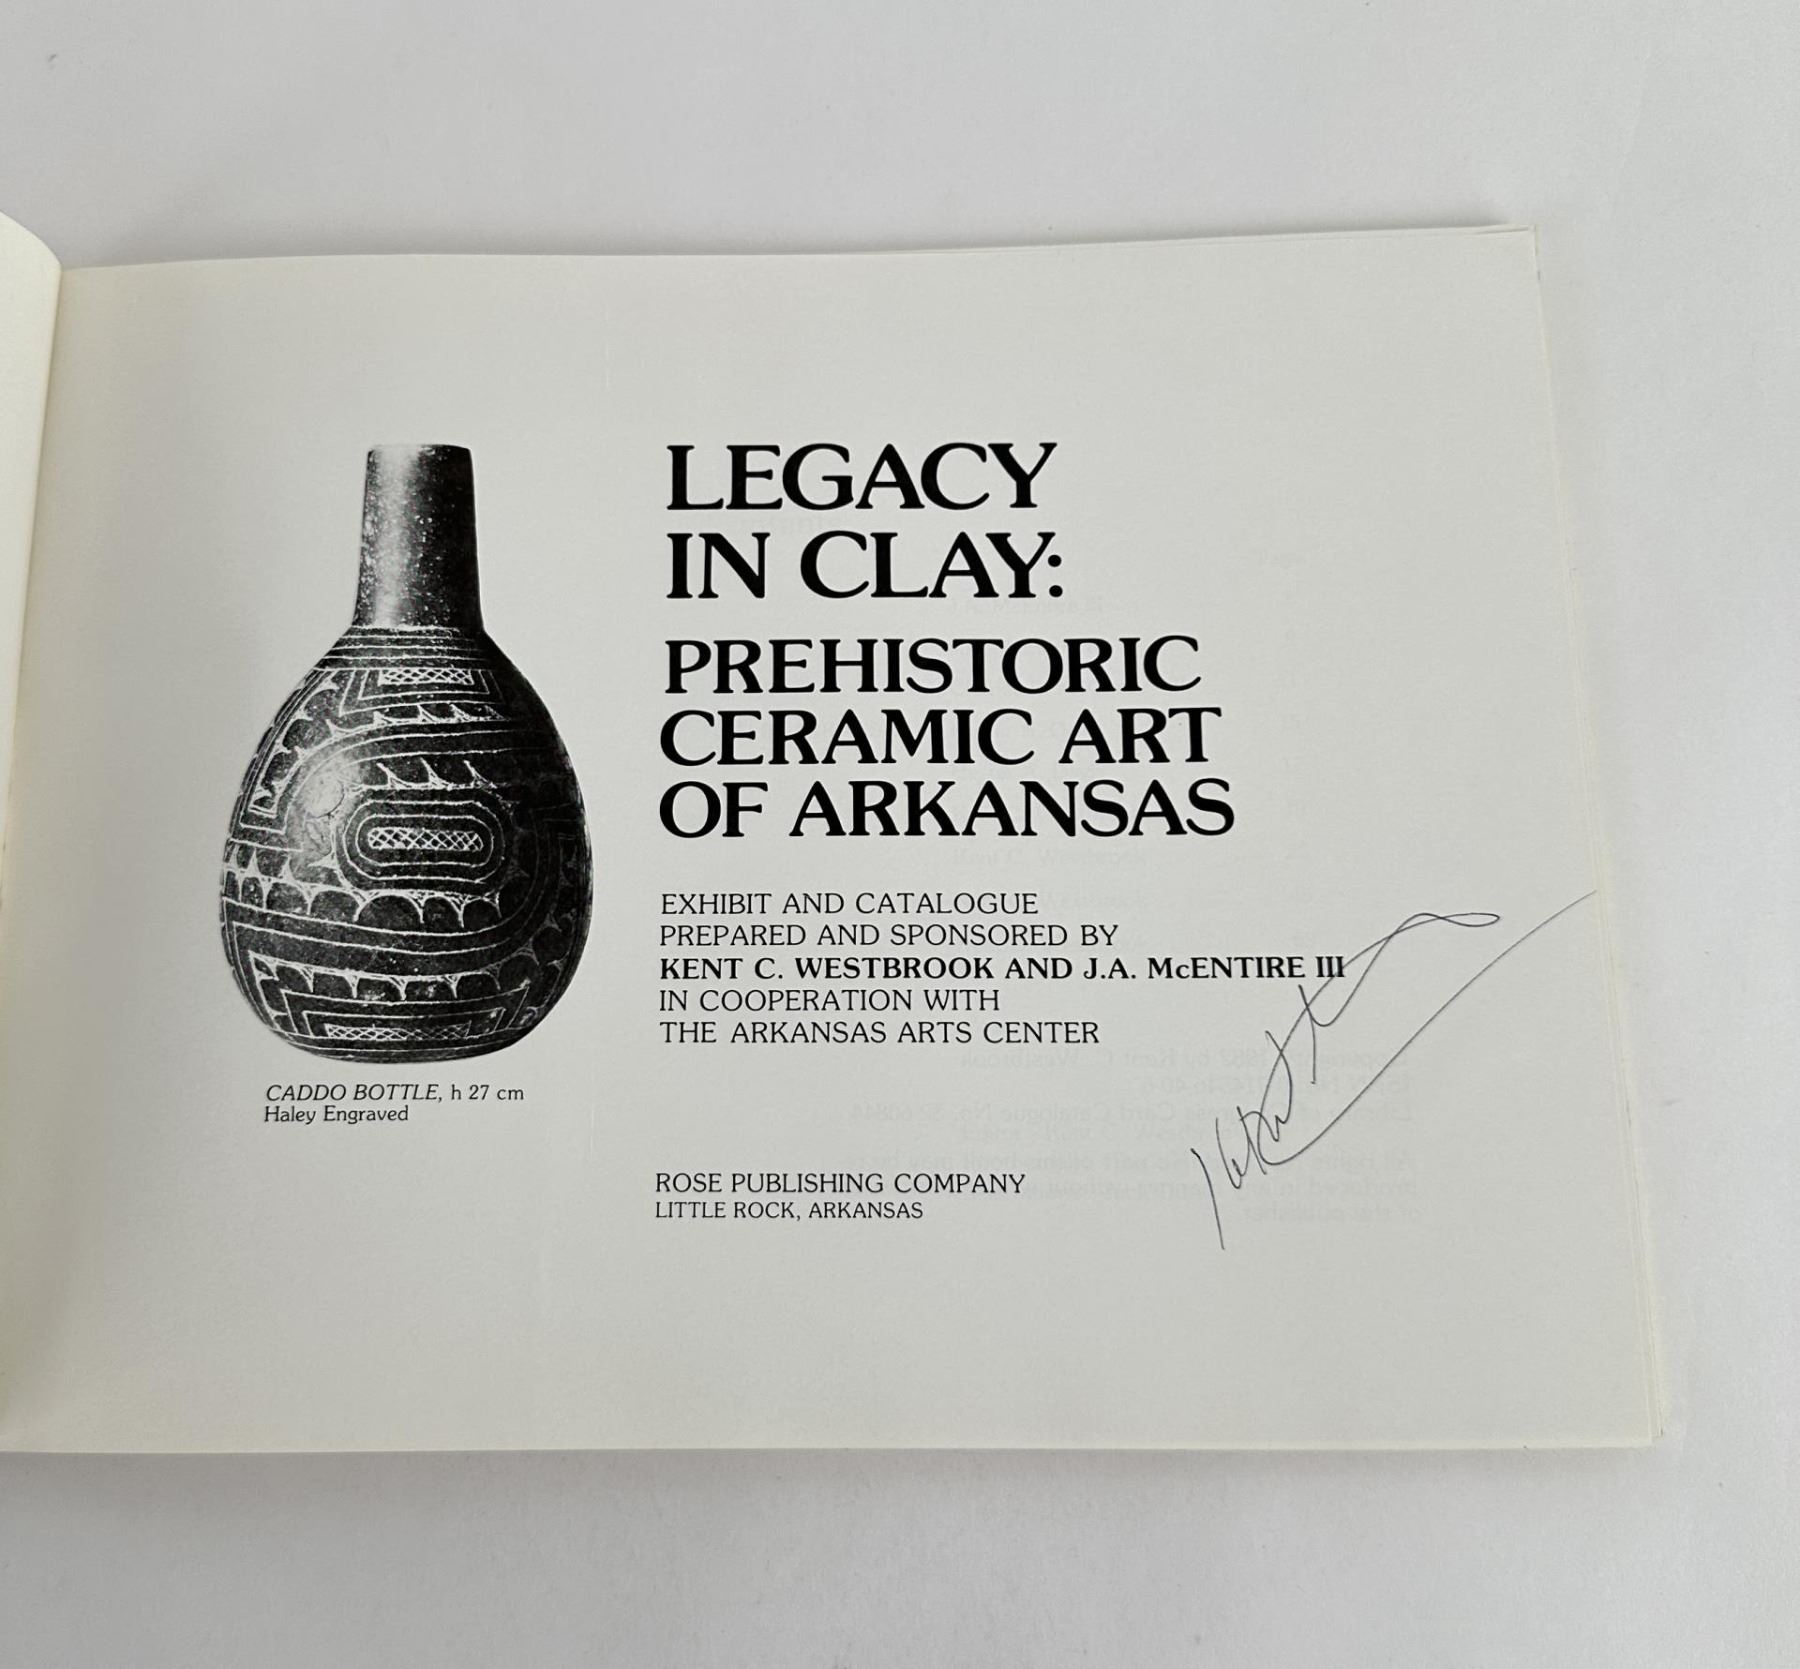 LEGACY
IN CLAY:
PREHISTORIC
CERAMIC ART
OF ARKANSAS
EXHIBIT AND CATALOGUE
PREPARED AND SPONSORED BY
KENT C. WESTBROOK AND J.A. McENTIRE III
IN COOPERATION WITH
THE ARKANSAS ARTS CENTER
CADDO BOTTLE, h 27 cm
Haley Engraved
ROSE PUBLISHING COMPANY
LITTLE ROCK, ARKANSAS